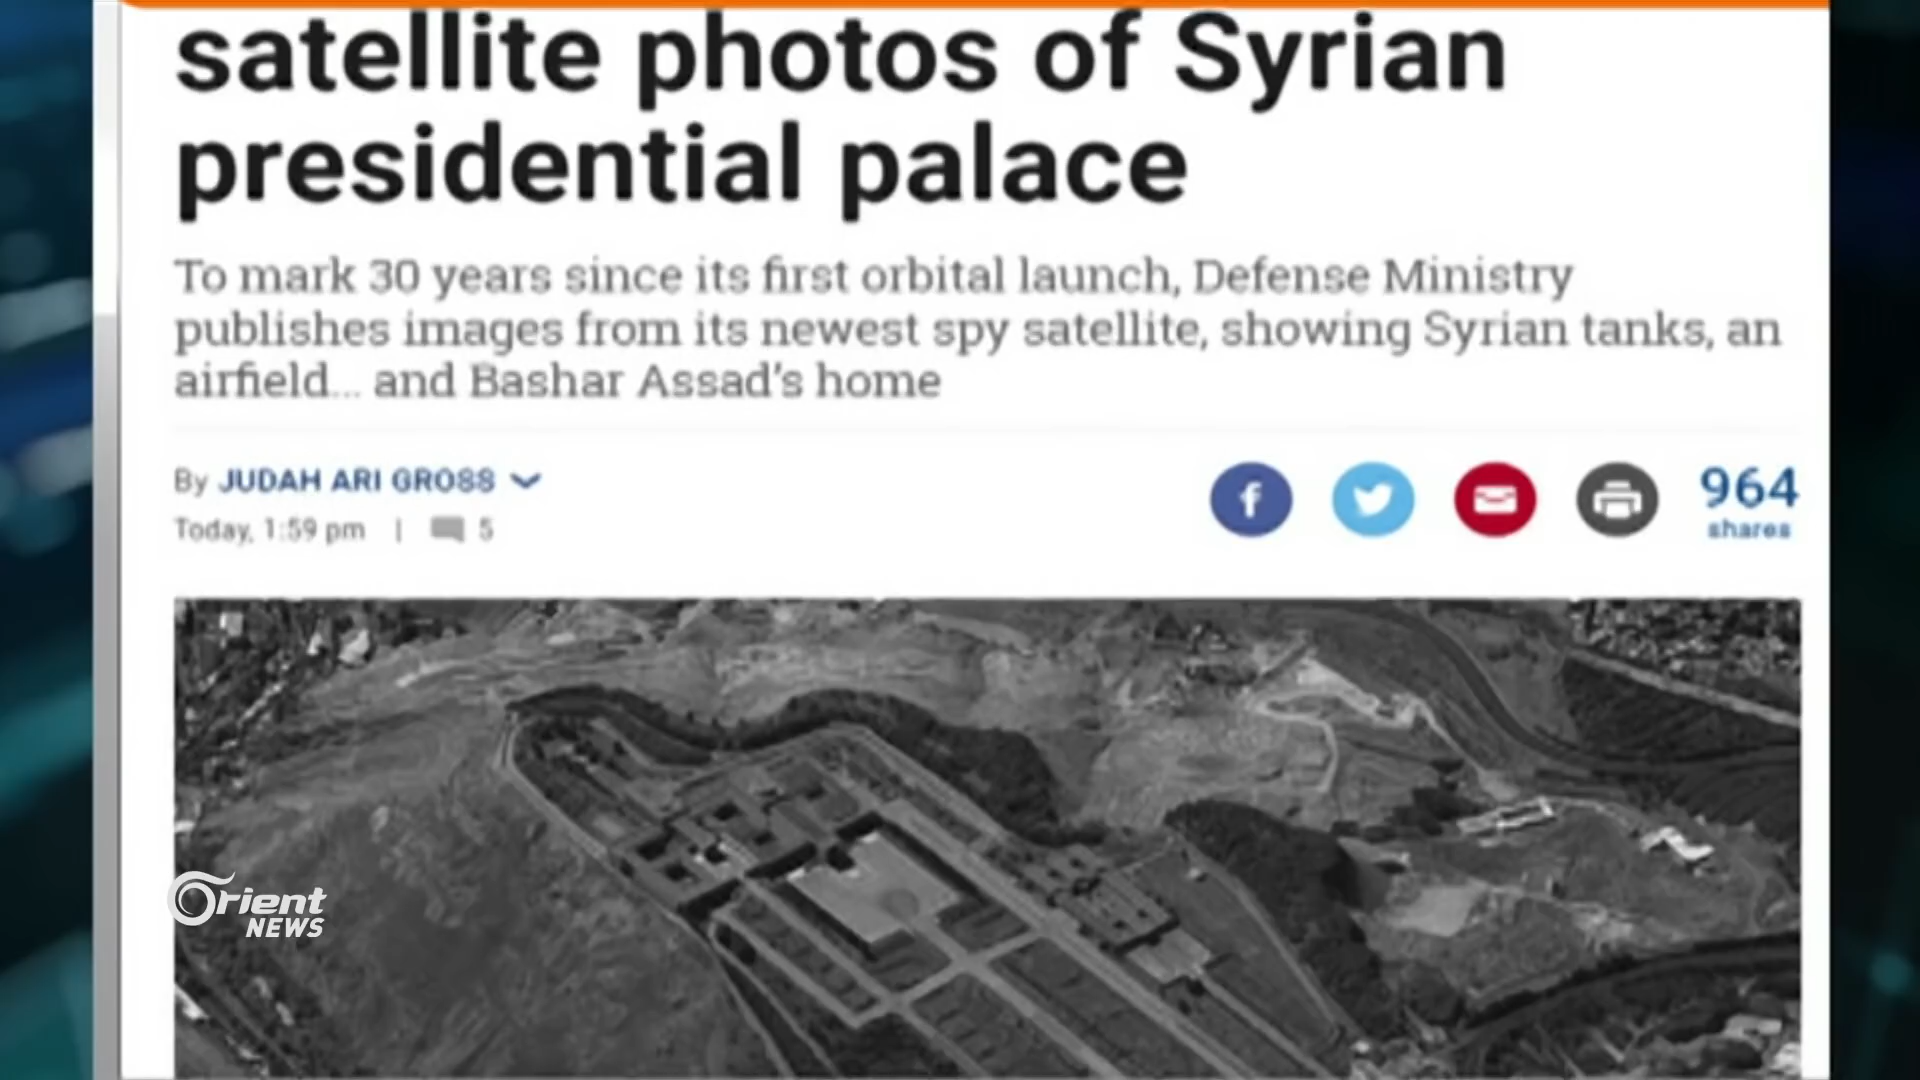 satellite photos of Syrian
presidential palace
To mark 30 years since its first orbital launch, Defense Ministry
publishes images from its newest spy satellite, showing Syrian tanks, an
airfield... and Bashar Assad's home
By JUDAH ARI GROSS
964
shares
Today, 1:59 pm | 5
Orient
NEWS